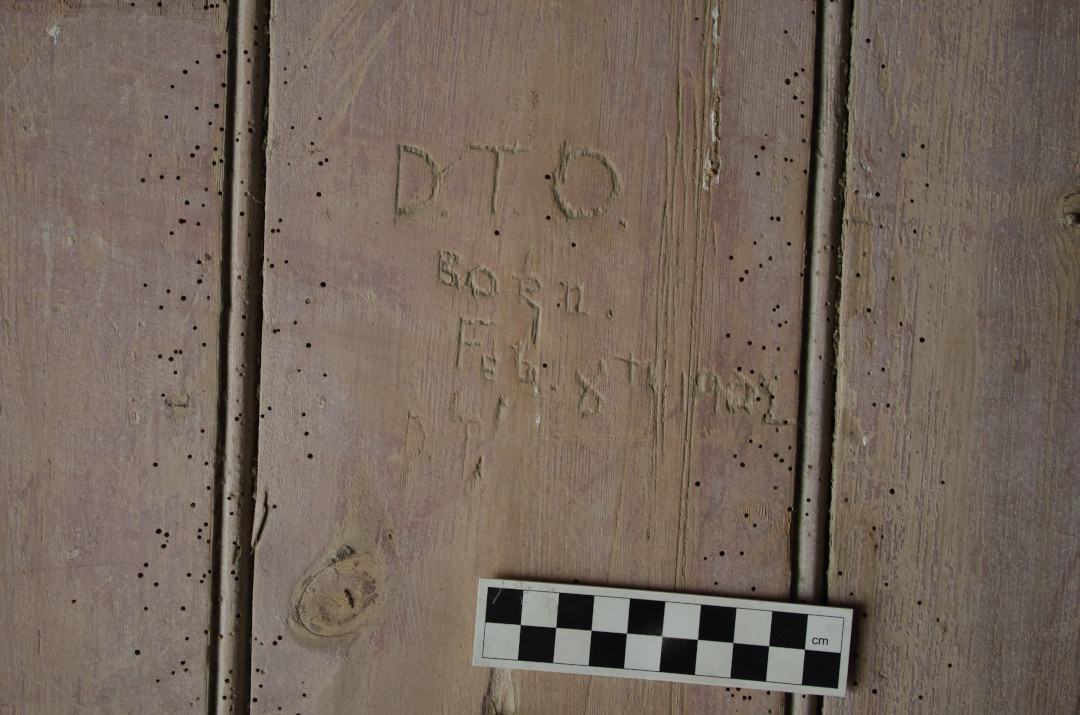 D. T. O.
Born
Feb. 8TH 1902
cm